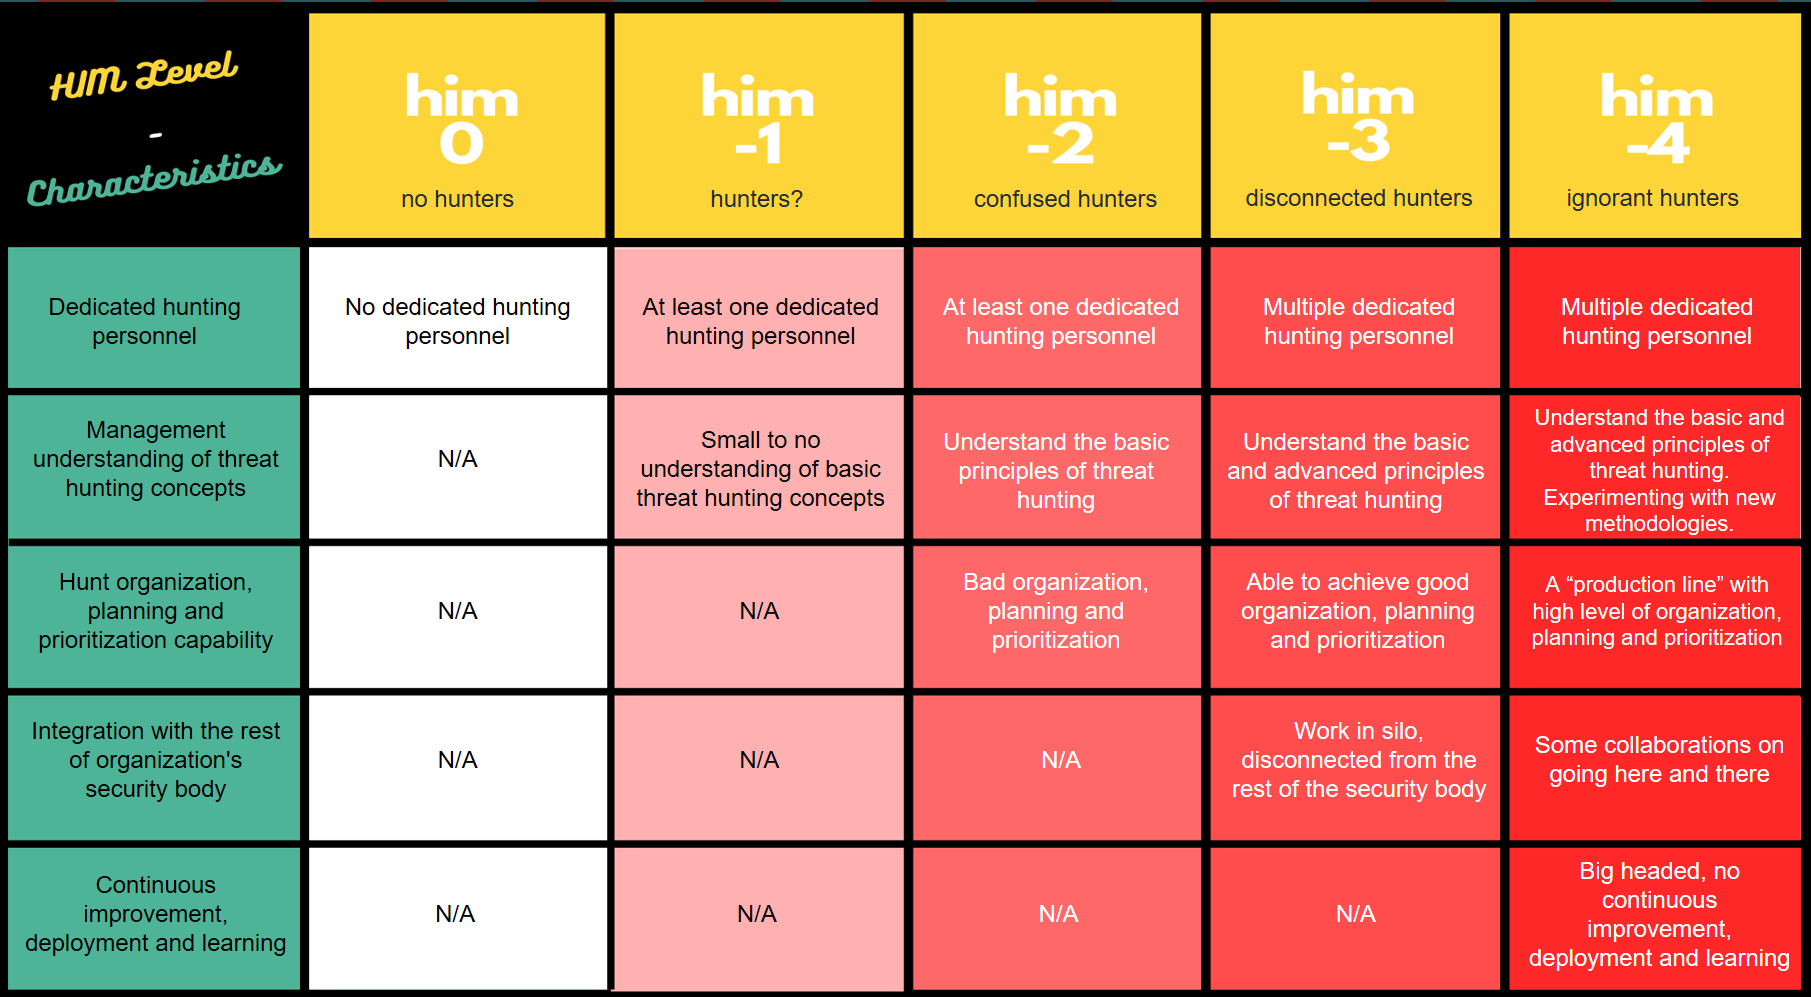 HIM Level
-
Characteristics
him
0
no hunters
him
-1
hunters?
him
-2
confused hunters
him
-3
disconnected hunters
him
-4
ignorant hunters
Dedicated hunting
personnel
No dedicated hunting
personnel
At least one dedicated
hunting personnel
At least one dedicated
hunting personnel
Multiple dedicated
hunting personnel
Multiple dedicated
hunting personnel
Management
understanding of threat
hunting concepts
N/A
Small to no
understanding of basic
threat hunting concepts
Understand the basic
principles of threat
hunting
Understand the basic
and advanced principles
of threat hunting
Understand the basic and
advanced principles of
threat hunting.
Experimenting with new
methodologies.
Hunt organization,
planning and
prioritization capability
N/A
N/A
Bad organization,
planning and
prioritization
Able to achieve good
organization, planning
and prioritization
A “production line” with
high level of organization,
planning and prioritization
Integration with the rest
of organization's
security body
N/A
N/A
N/A
Work in silo,
disconnected from the
rest of the security body
Some collaborations on
going here and there
Continuous
improvement,
deployment and learning
N/A
N/A
N/A
N/A
Big headed, no
continuous
improvement,
deployment and learning